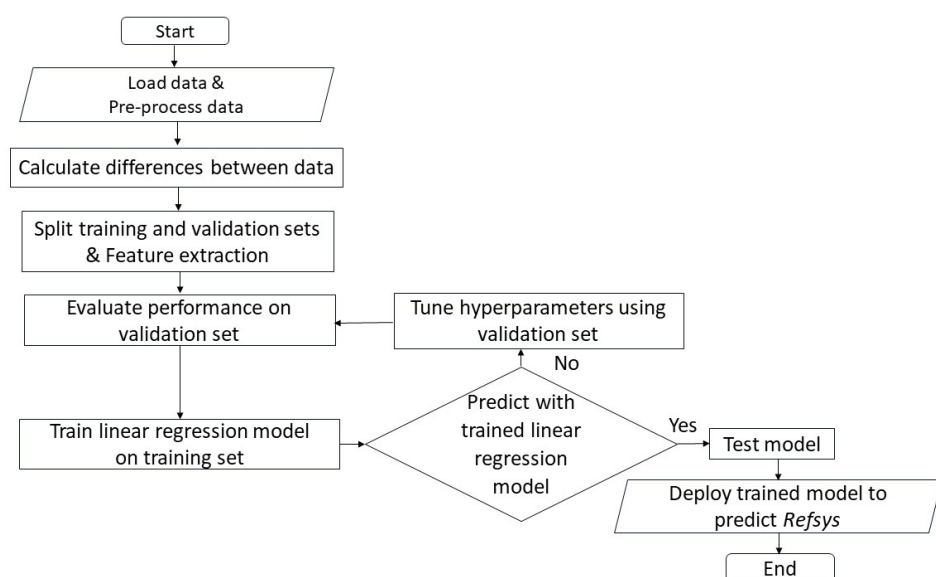 Start
Load data &
Pre-process data
Calculate differences between data
Split training and validation sets
& Feature extraction
Evaluate performance on
validation set
Tune hyperparameters using
validation set
No
Train linear regression model
on training set
Predict with
trained linear
regression
model
Yes
Test model
Deploy trained model to
predict Refsys
End